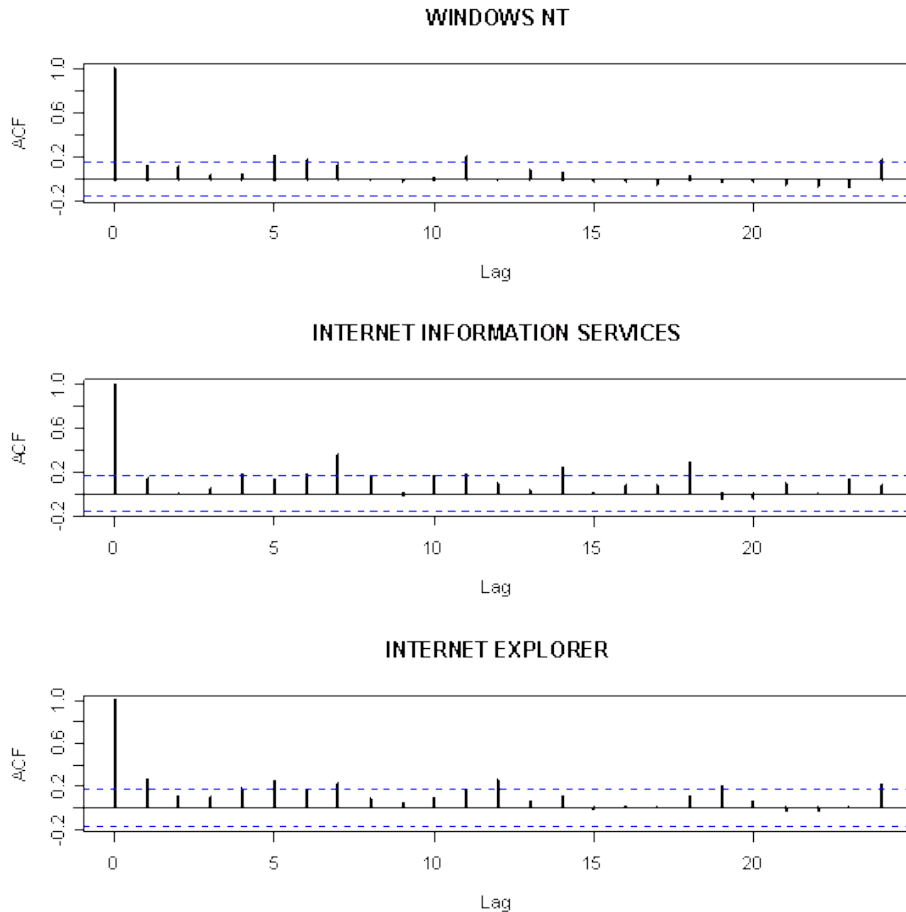 WINDOWS NT
ACF
1.0
0.6
0.2
-0.2
0 5 10 15 20
Lag
INTERNET INFORMATION SERVICES
ACF
1.0
0.6
0.2
-0.2
0 5 10 15 20
Lag
INTERNET EXPLORER
ACF
1.0
0.6
0.2
-0.2
0 5 10 15 20
Lag